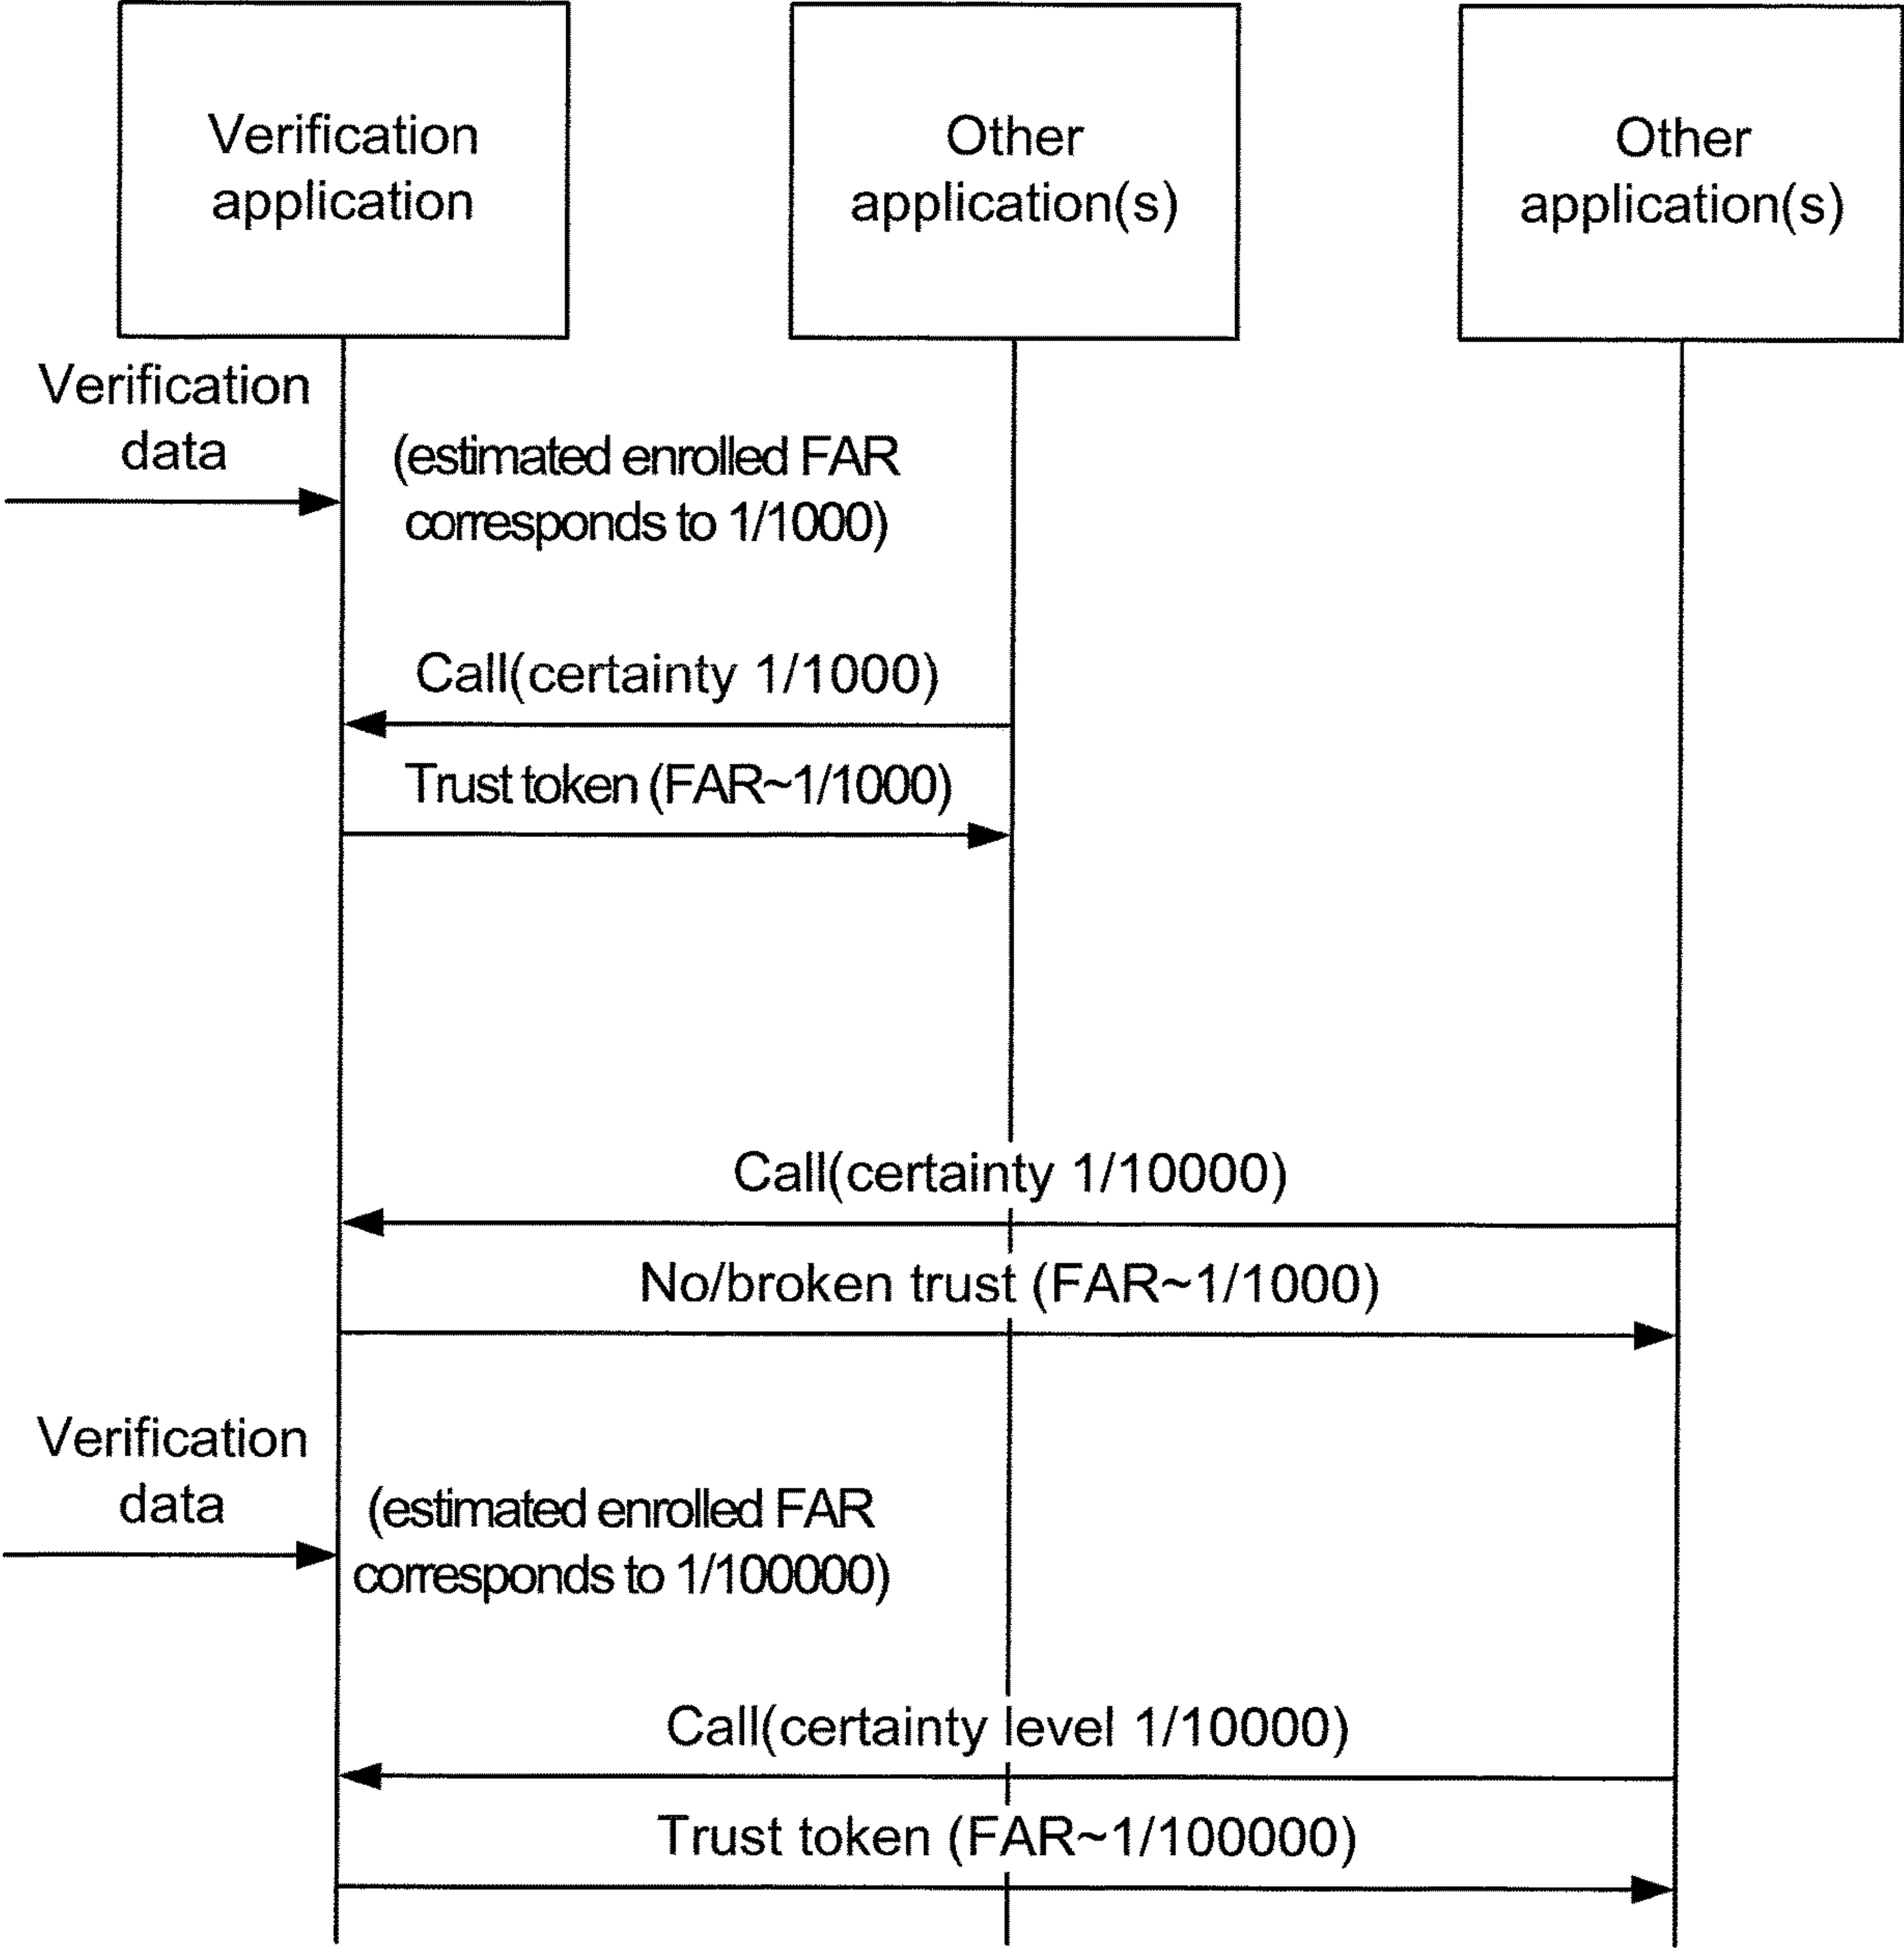 Verification
application
Other
application(s)
Other
application(s)
Verification
data
(estimated enrolled FAR
corresponds to 1/1000)
Call(certainty 1/1000)
Trust token (FAR~1/1000)
Call(certainty 1/10000)
No/broken trust (FAR~1/1000)
Verification
data
(estimated enrolled FAR
corresponds to 1/100000)
Call(certainty level 1/10000)
Trust token (FAR~1/100000)